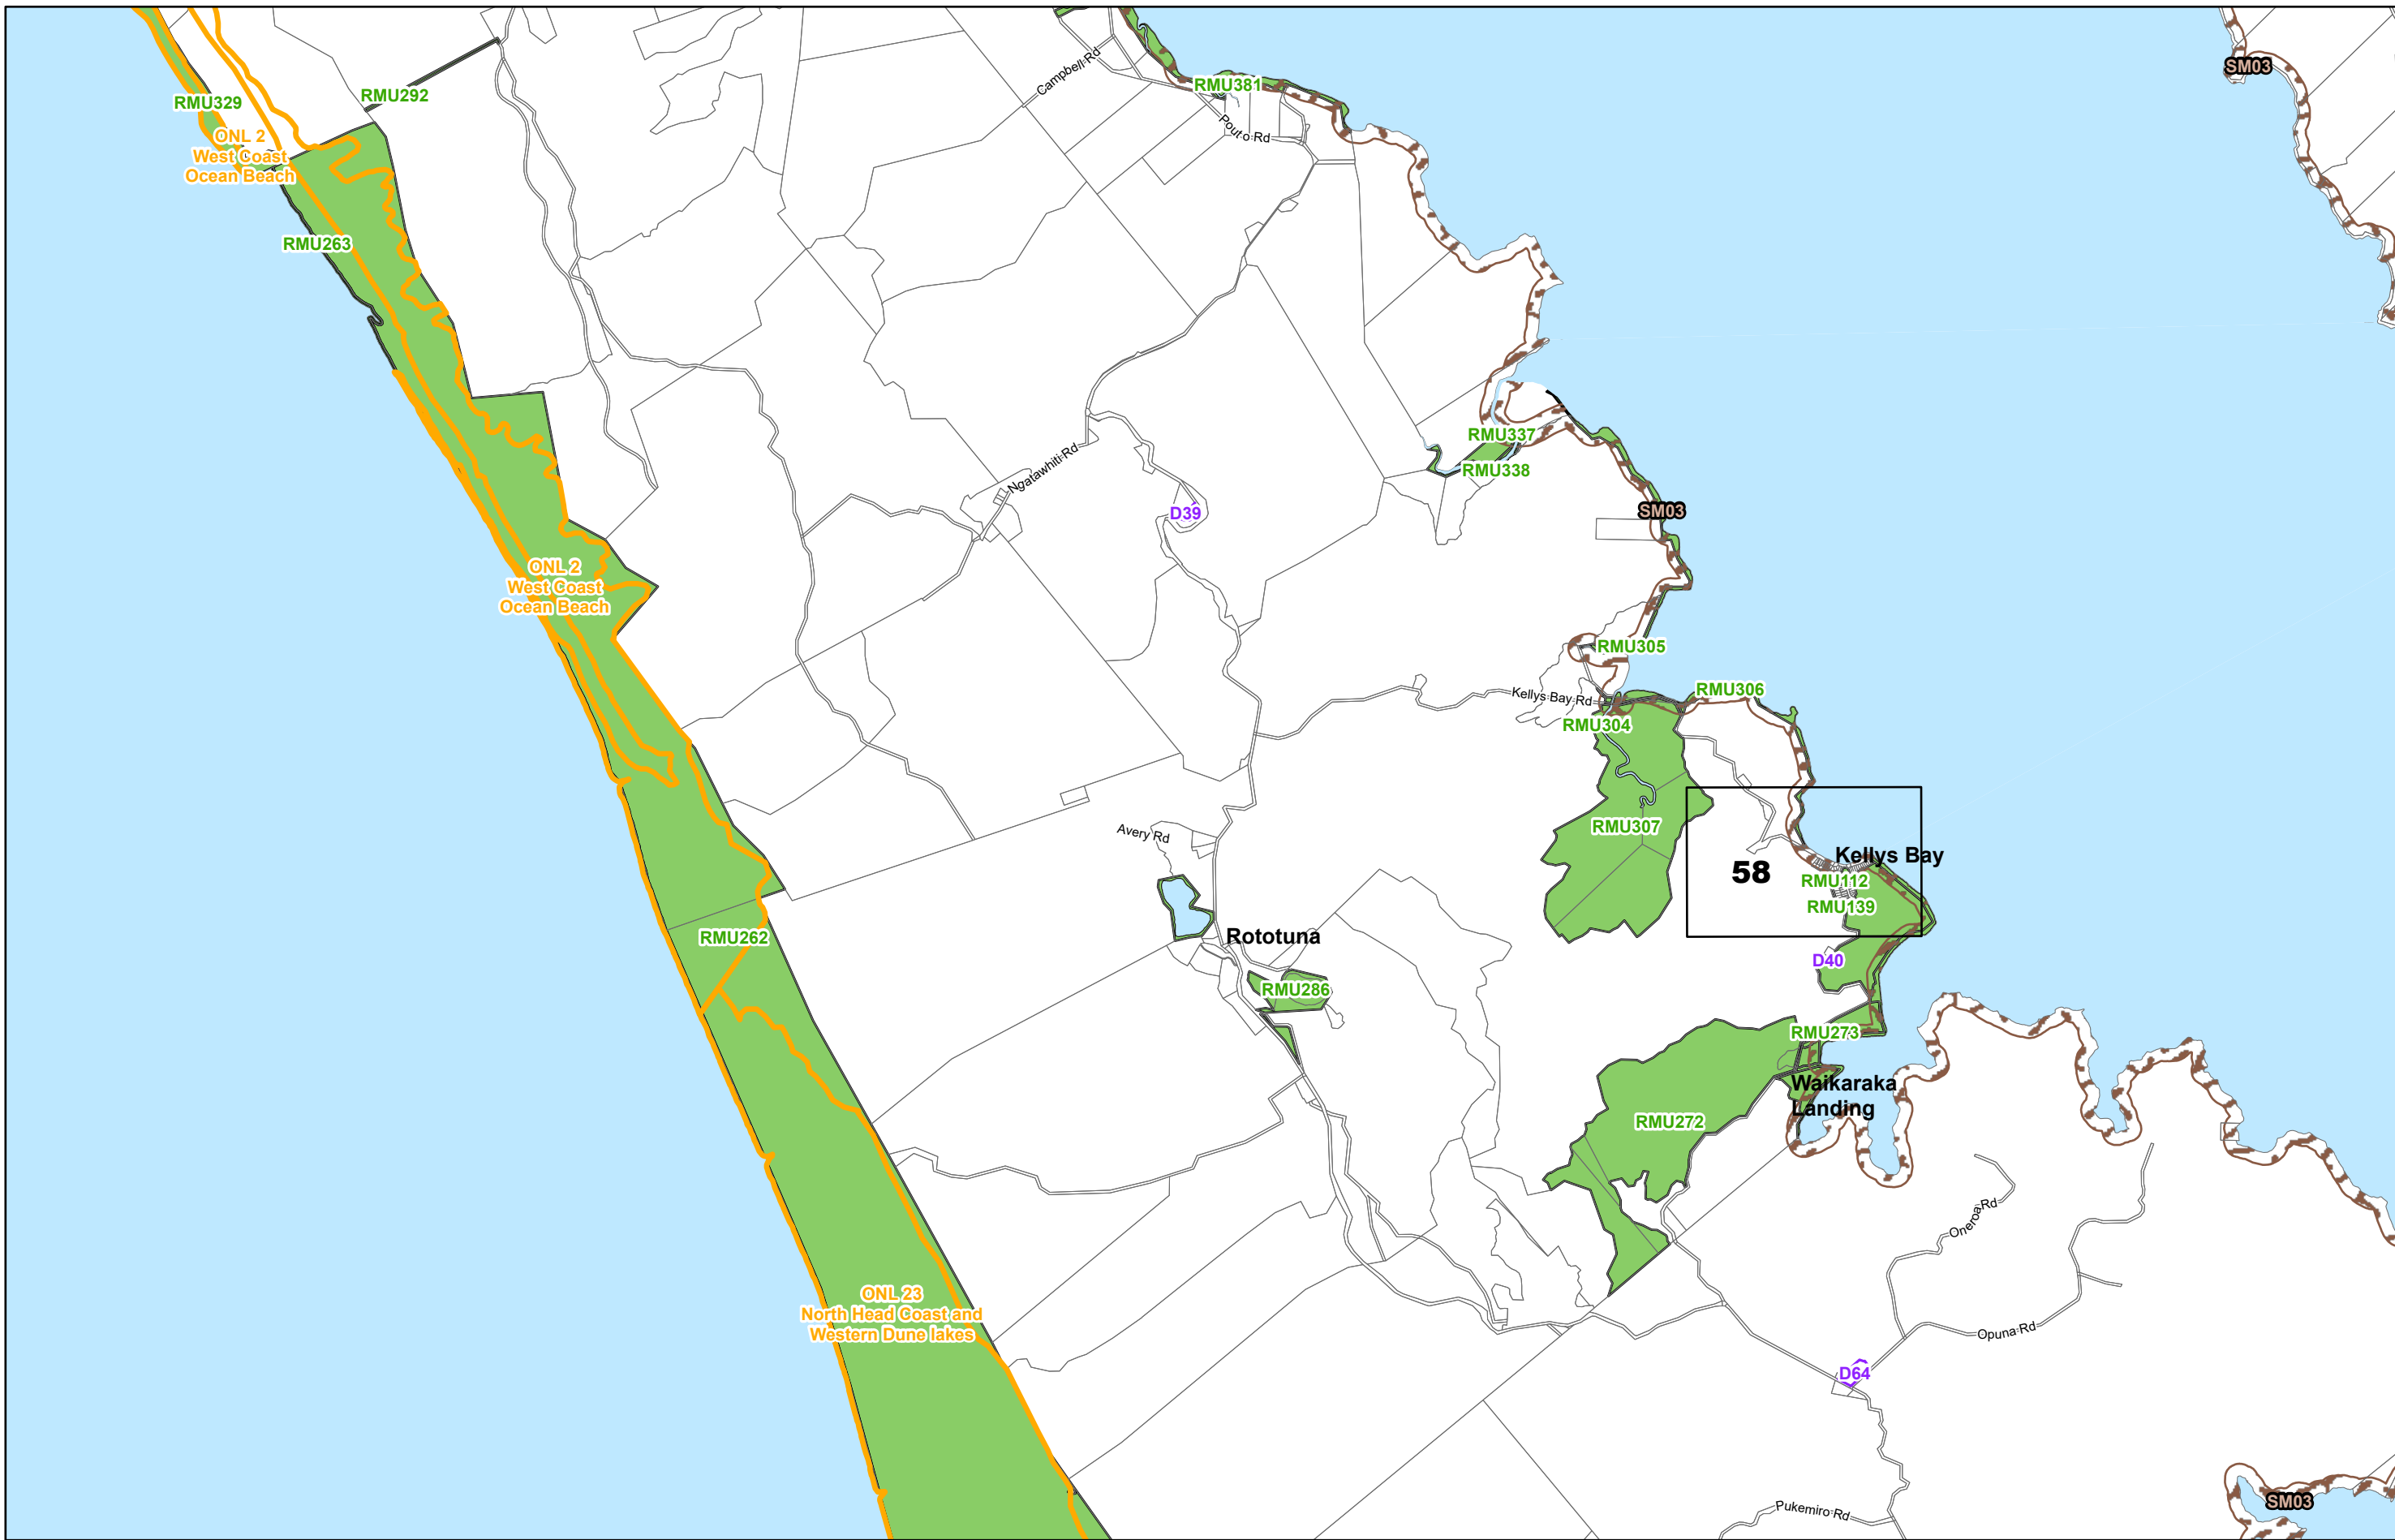 SM03
Campbell Rd
RMU381
RMU292
RMU329
Pouto Rd
ONL 2
West Coast
Ocean Beach
RMU263
RMU337
RMU338
Ngatawhiti Rd
D39
SM03
ONL 2
West Coast
Ocean Beach
RMU305
RMU306
Kellys Bay Rd
RMU304
RMU307
Avery Rd
Kellys Bay
58
RMU112
RMU139
RMU262
Rototuna
D40
RMU286
RMU273
Waikaraka
Landing
RMU272
Oneroa Rd
ONL 23
North Head Coast and
Western Dune lakes
Opuna Rd
D64
SM03
Pukemiro Rd